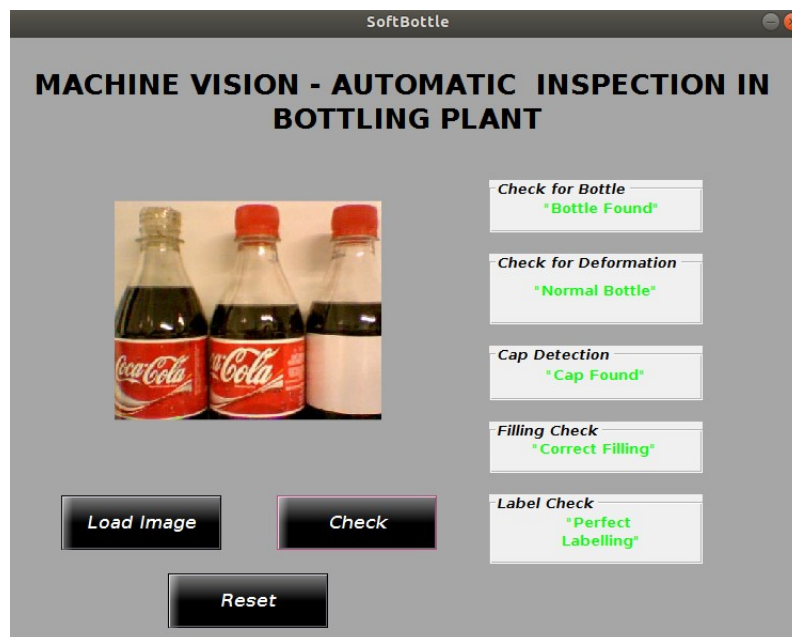 SoftBottle
MACHINE VISION - AUTOMATIC INSPECTION IN
BOTTLING PLANT
Check for Bottle
"Bottle Found"
Check for Deformation
"Normal Bottle"
Cap Detection
"Cap Found"
Filling Check
"Correct Filling"
Label Check
"Perfect
Labelling"
Coca-Cola
a-Cola
Load Image
Check
Reset